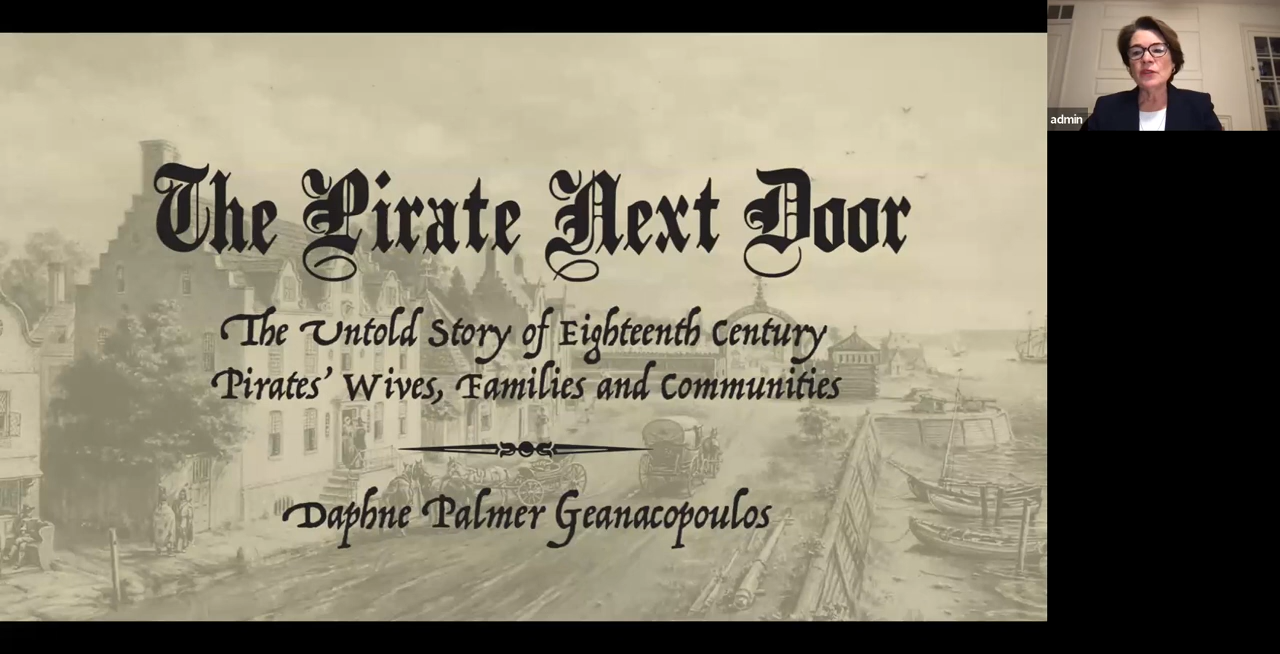 The Pirate Next Door
The Untold Story of Eighteenth Century
Pirates' Wives, Families and Communities
Daphne Palmer Geanacopoulos
admin